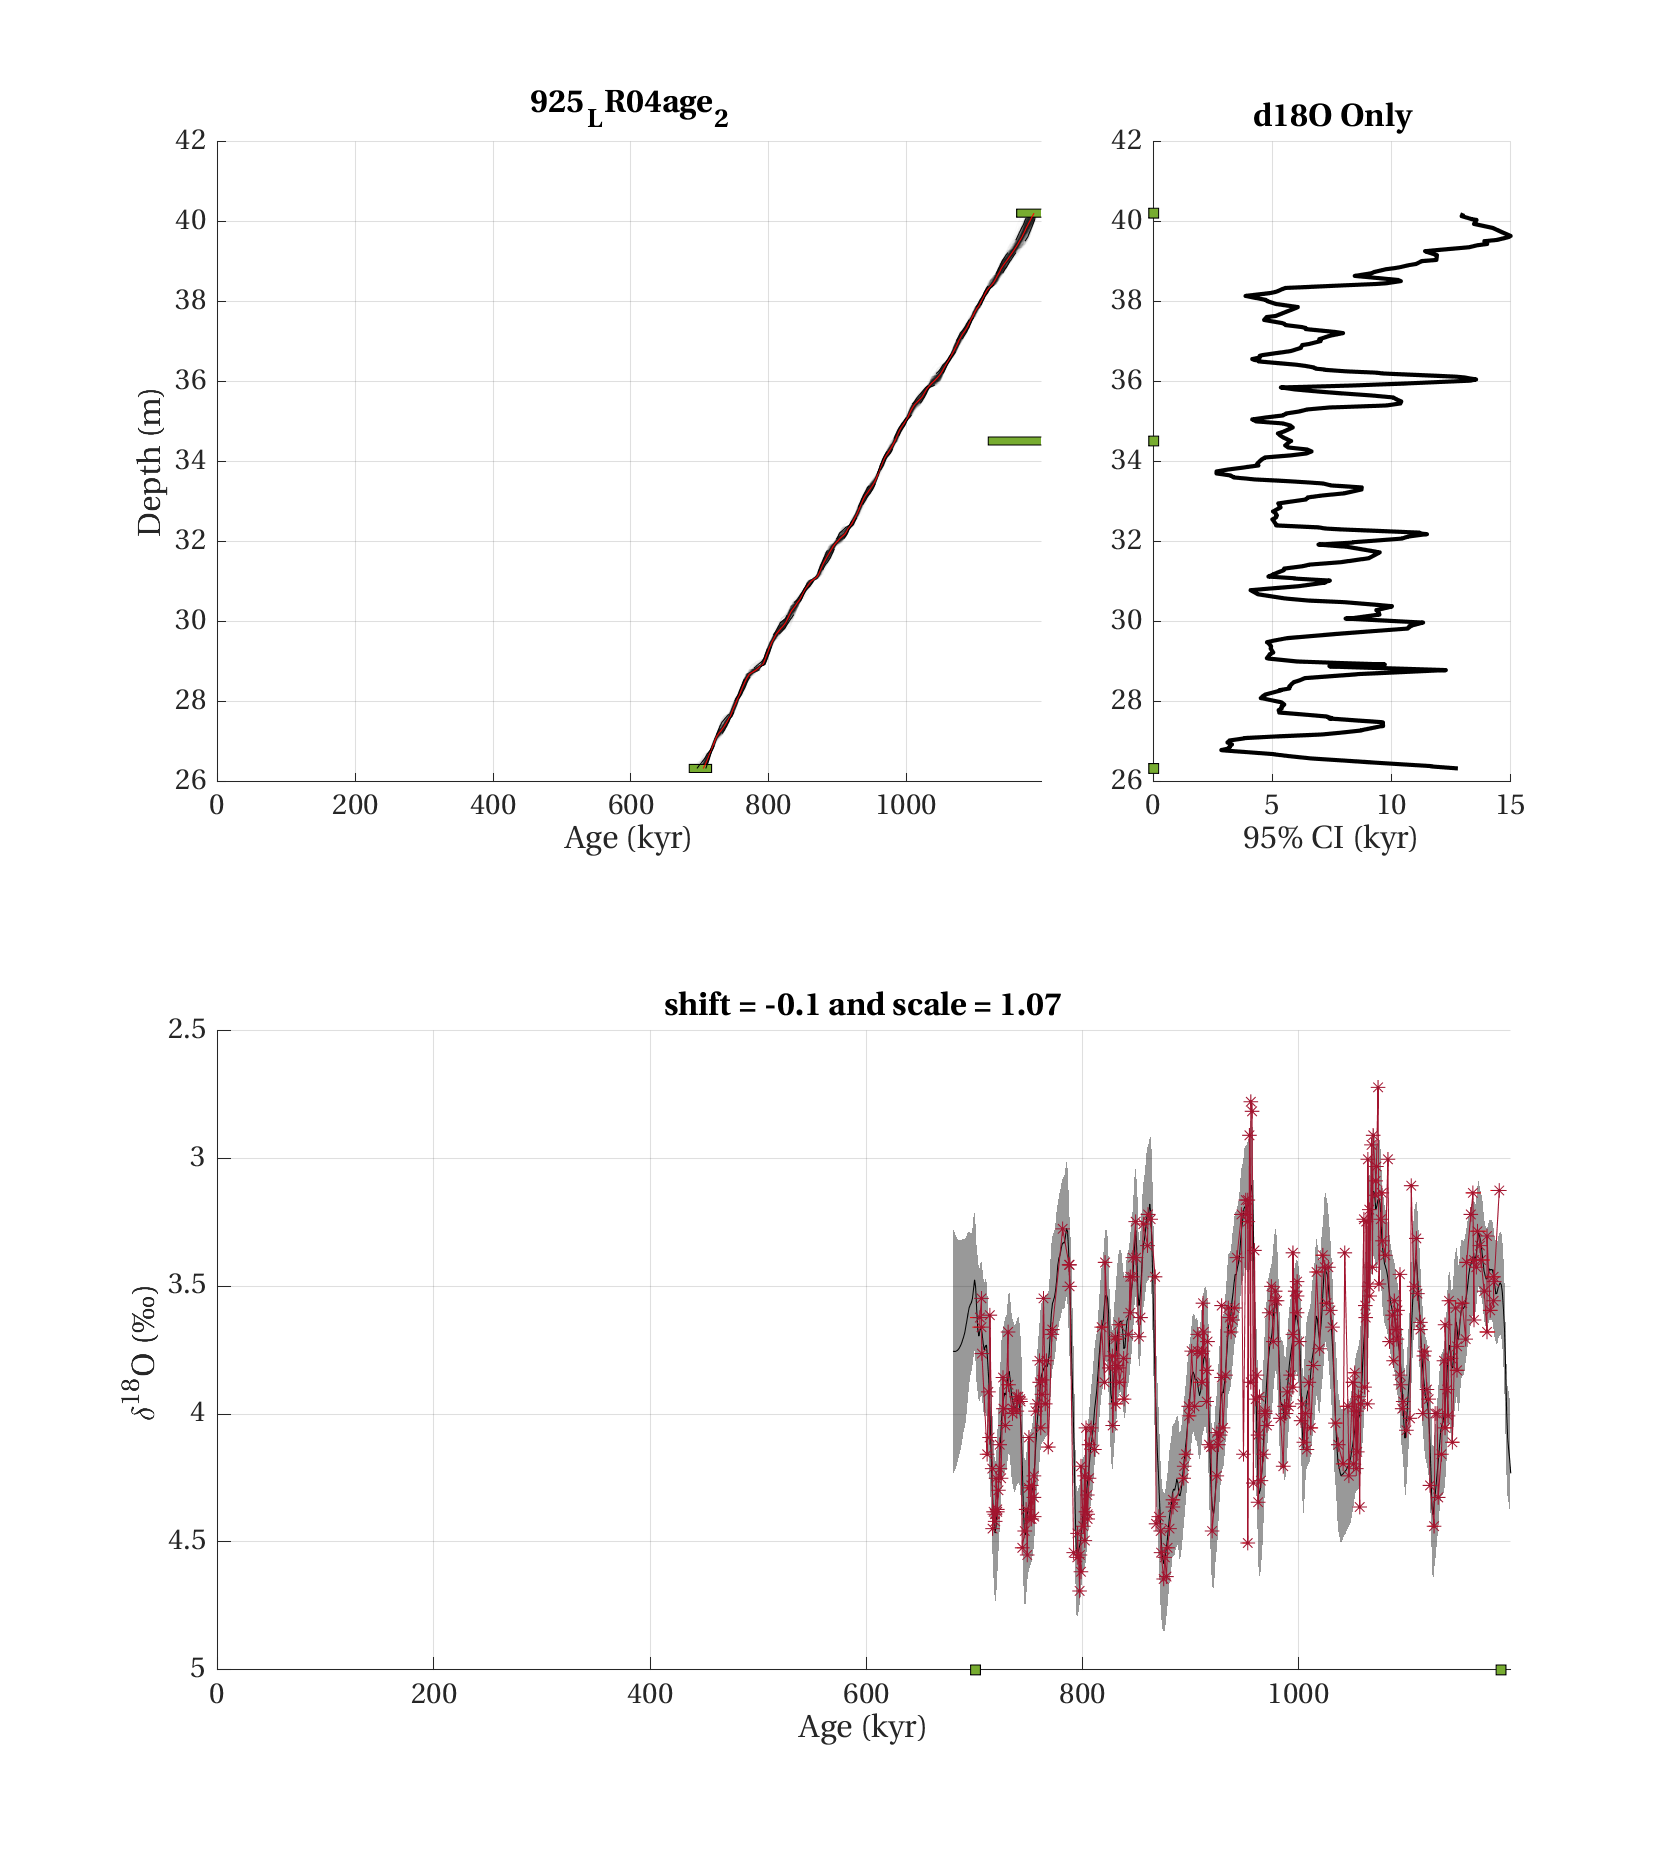 925LR04age2
d18O Only
42
40
38
36
34
32
30
28
26
Depth (m)
0 200 400 600 800 1000
Age (kyr)
42
40
38
36
34
32
30
28
26
0 5 10 15
95% CI (kyr)
shift = -0.1 and scale = 1.07
2.5
3
3.5
4
4.5
5
δ18O (‰)
0 200 400 600 800 1000
Age (kyr)